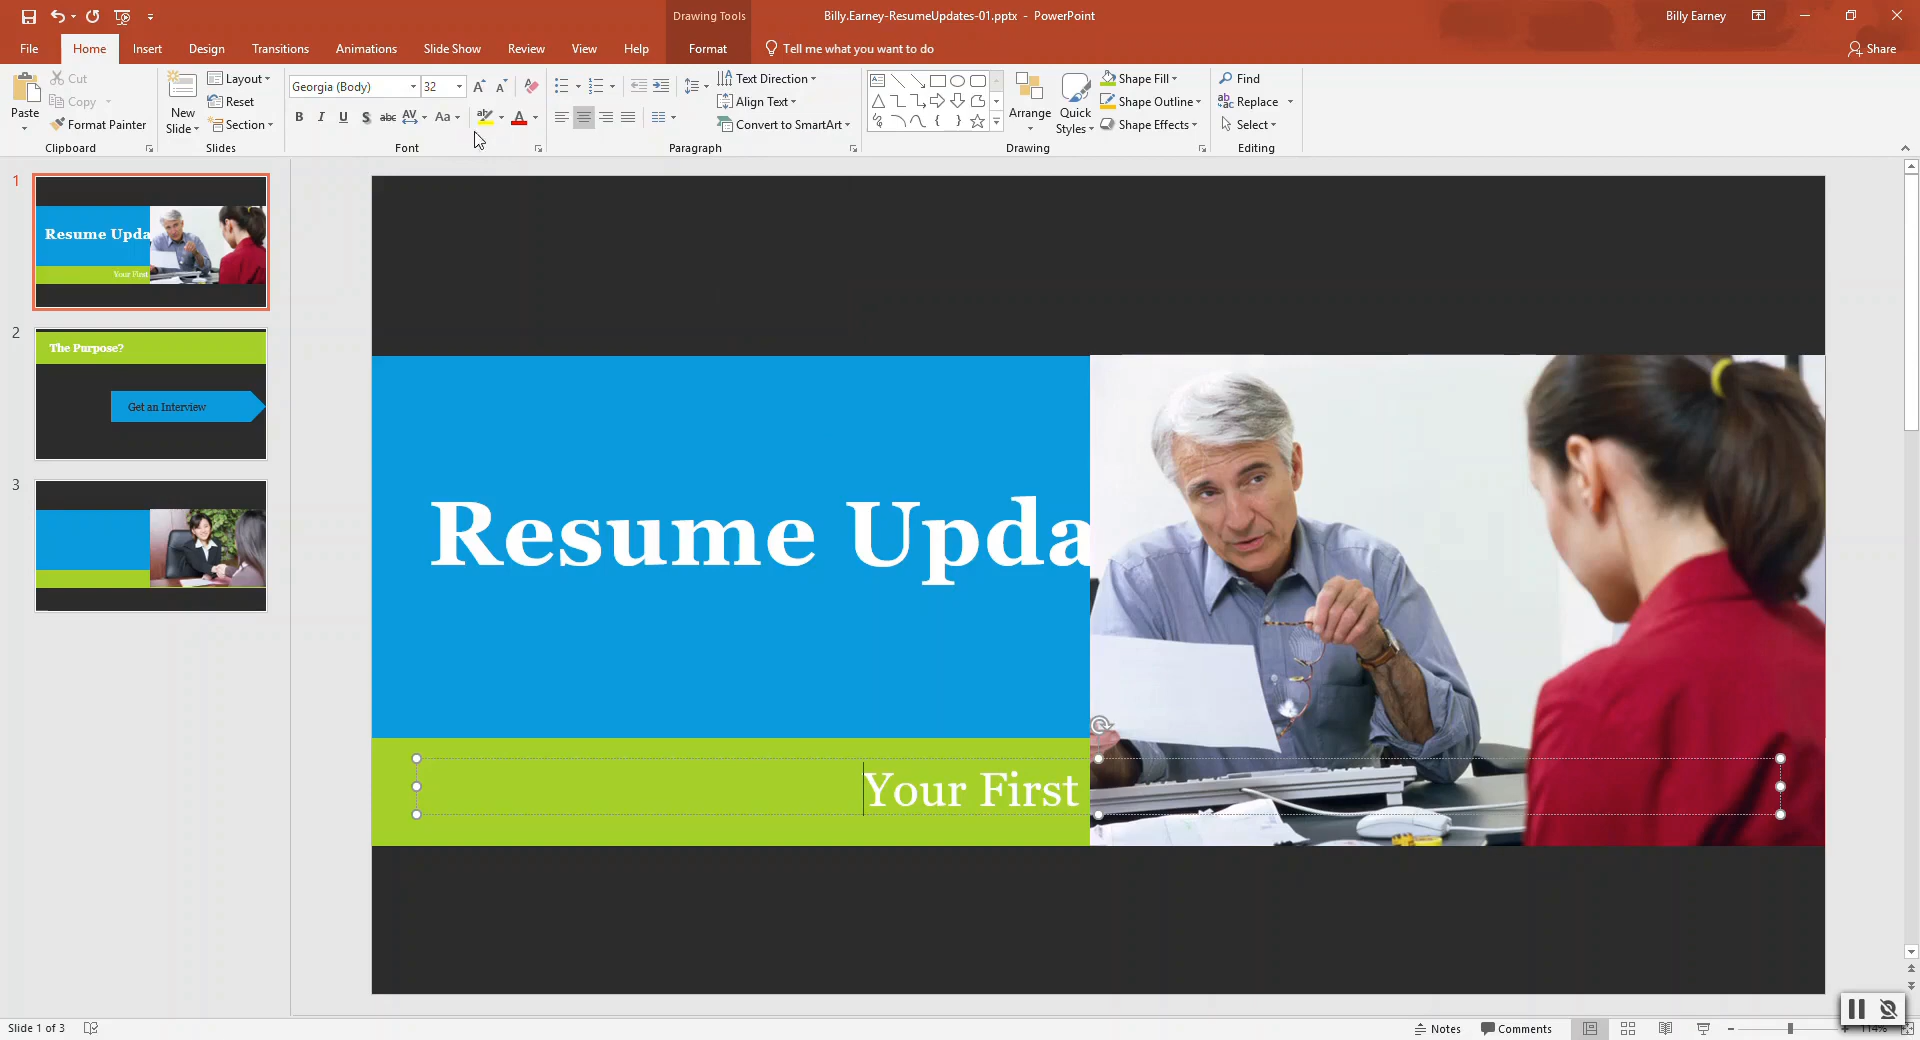 Drawing Tools
Billy.Earney-ResumeUpdates-01.pptx - PowerPoint
Billy Earney
File
Home
Insert
Design
Transitions
Animations
Slide Show
Review
View
Help
Format
Tell me what you want to do
Share
Paste
Cut
Copy
Format Painter
Clipboard
New Slide
Layout
Reset
Section
Slides
Georgia (Body)
32
B I U S abc AV Aa
Font
Text Direction
Align Text
Convert to SmartArt
Paragraph
Arrange
Quick Styles
Shape Fill
Shape Outline
Shape Effects
Drawing
Find
Replace
Select
Editing
1
Resume Upda
Your First
2
The Purpose?
Get an Interview
3
Resume Upda
Your First
Slide 1 of 3
Notes
Comments
114%